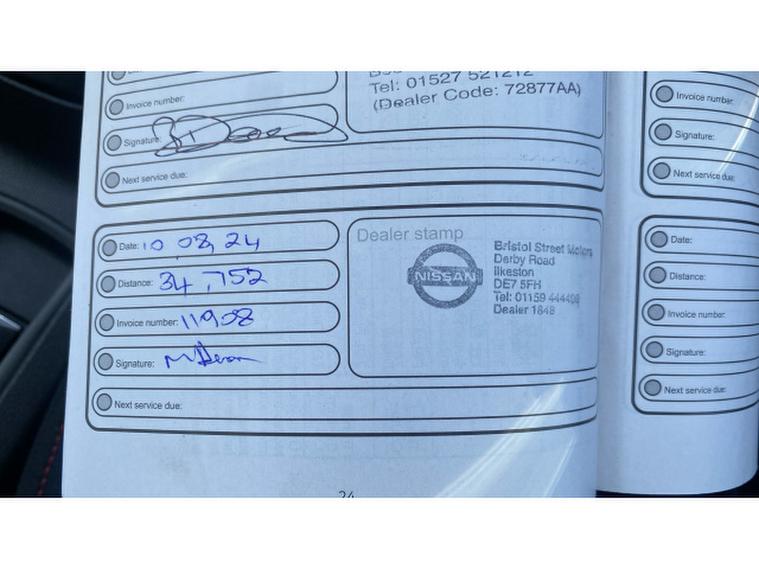 Tel: 01527 521212
(Dealer Code: 72877AA)
Invoice number:
Signature:
Next service due:
Date: 10 08 24
Distance: 34,752
Invoice number: 11908
Signature:
Next service due:
Dealer stamp
NISSAN
Bristol Street Motors
Derby Road
Ilkeston
DE7 5FH
Tel: 01159 444408
Dealer 1848
24
Invoice number:
Signature:
Next service due:
Date:
Distance:
Invoice number:
Signature:
Next service due: